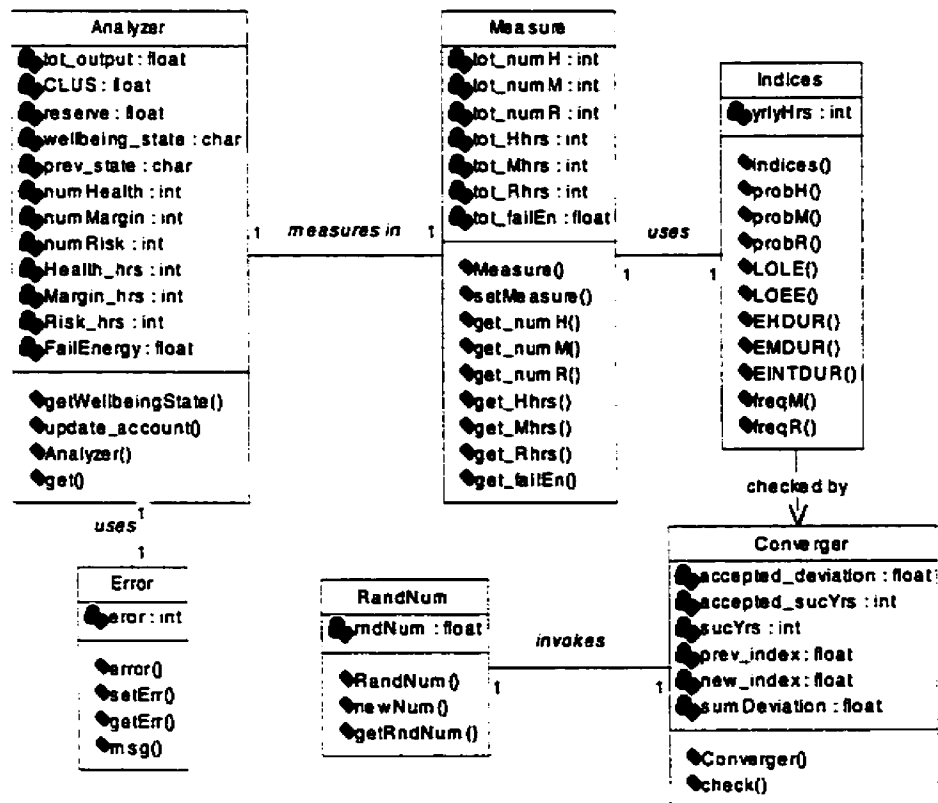 Analyzer
tot_output : float
CLUS : float
reserve : float
wellbeing_state : char
prev_state : char
numHealth : int
numMargin : int
numRisk : int
Health_hrs : int
Margin_hrs : int
Risk_hrs : int
FailEnergy : float
getWellbeingState()
update_account()
Analyzer()
get()
1
measures in
1
Measure
tot_numH : int
tot_numM : int
tot_numR : int
tot_Hhrs : int
tot_Mhrs : int
tot_Rhrs : int
tot_failEn : float
Measure()
setMeasure()
get_numH()
get_numM()
get_numR()
get_Hhrs()
get_Mhrs()
get_Rhrs()
get_failEn()
uses
1
1
Indices
yrlyHrs : int
Indices()
probH()
probM()
probR()
LOLE()
LOEE()
EHDUR()
EMDUR()
EINTDUR()
freqM()
freqR()
checked by
1
uses
1
Error
error : int
error()
setErr()
getErr()
msg()
RandNum
rndNum : float
RandNum()
newNum()
getRndNum()
invokes
1
1
Converger
accepted_deviation : float
accepted_sucYrs : int
sucYrs : int
prev_index : float
new_index : float
sumDeviation : float
Converger()
check()